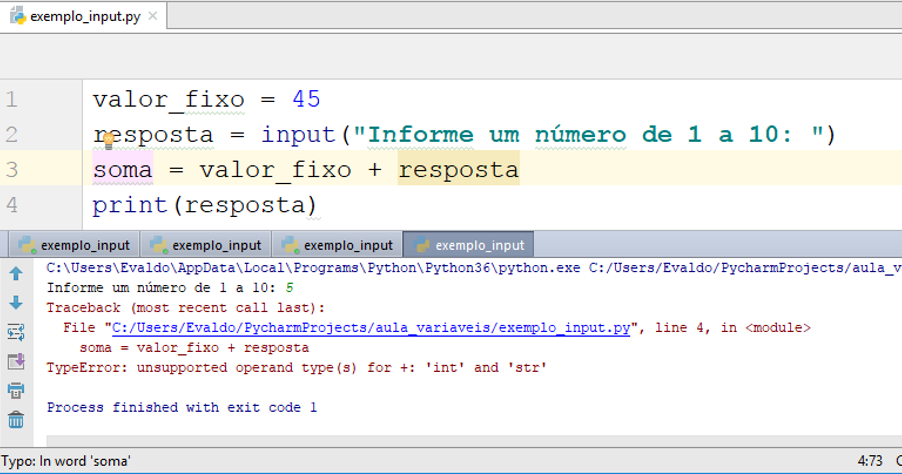 exemplo_input.py
1 valor_fixo = 45
2 resposta = input("Informe um número de 1 a 10: ")
3 soma = valor_fixo + resposta
4 print(resposta)
exemplo_input exemplo_input exemplo_input exemplo_input
C:\Users\Evaldo\AppData\Local\Programs\Python\Python36\python.exe C:/Users/Evaldo/PycharmProjects/aula_v
Informe um número de 1 a 10: 5
Traceback (most recent call last):
File "C:/Users/Evaldo/PycharmProjects/aula_variaveis/exemplo_input.py", line 4, in <module>
soma = valor_fixo + resposta
TypeError: unsupported operand type(s) for +: 'int' and 'str'
Process finished with exit code 1
Typo: In word 'soma' 4:73